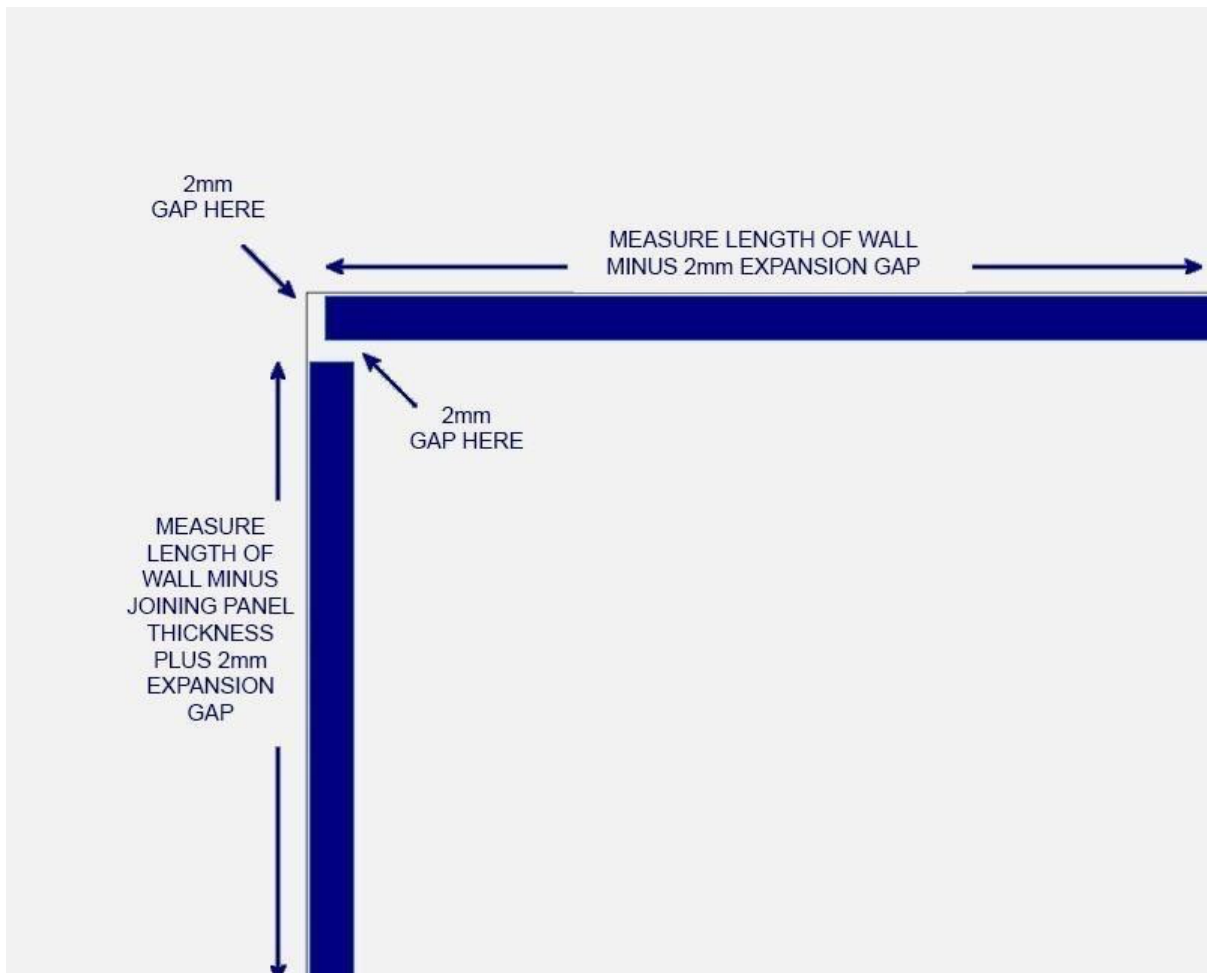 2mm
GAP HERE
MEASURE LENGTH OF WALL
MINUS 2mm EXPANSION GAP
2mm
GAP HERE
MEASURE
LENGTH OF
WALL MINUS
JOINING PANEL
THICKNESS
PLUS 2mm
EXPANSION
GAP